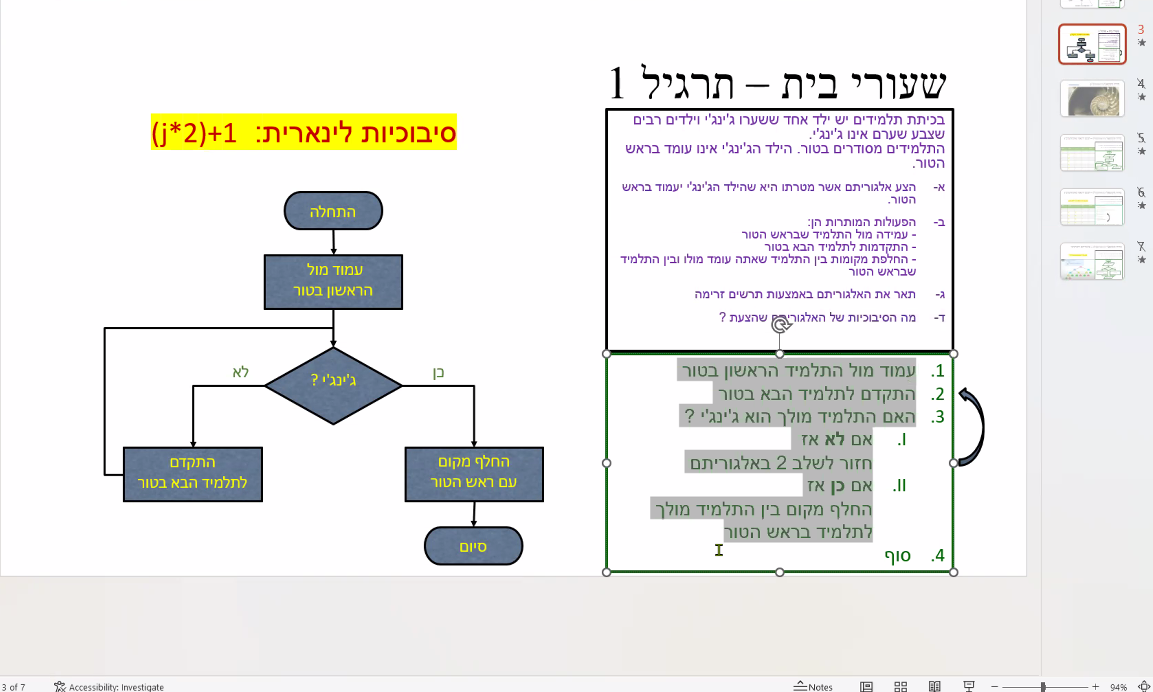 שעורי בית – תרגיל 1
בכיתת תלמידים יש ילד אחד ששערו ג'ינג'י וילדים רבים
שצבע שערם אינו ג'ינג'י.
התלמידים מסודרים בטור. הילד הג'ינג'י אינו עומד בראש
הטור.
א- הצע אלגוריתם אשר מטרתו היא שהילד הג'ינג'י יעמוד בראש
הטור.
ב- הפעולות המותרות הן:
- עמידה מול התלמיד שבראש הטור
- התקדמות לתלמיד הבא בטור
- החלפת מקומות בין התלמיד שאתה עומד מולו ובין התלמיד
שבראש הטור
ג- תאר את האלגוריתם באמצעות תרשים זרימה
ד- מה הסיבוכיות של האלגוריתם שהצעת ?
1. עמוד מול התלמיד הראשון בטור
2. התקדם לתלמיד הבא בטור
3. האם התלמיד מולך הוא ג'ינג'י ?
I. אם לא אז
חזור לשלב 2 באלגוריתם
II. אם כן אז
החלף מקום בין התלמיד מולך
לתלמיד בראש הטור
4. סוף
סיבוכיות לינארית: (j*2)+1
התחלה
עמוד מול
הראשון בטור
ג'ינג'י ?
כן
לא
החלף מקום
עם ראש הטור
התקדם
לתלמיד הבא בטור
סיום
3
4
5
6
7
3 of 7
Accessibility: Investigate
Notes
94%